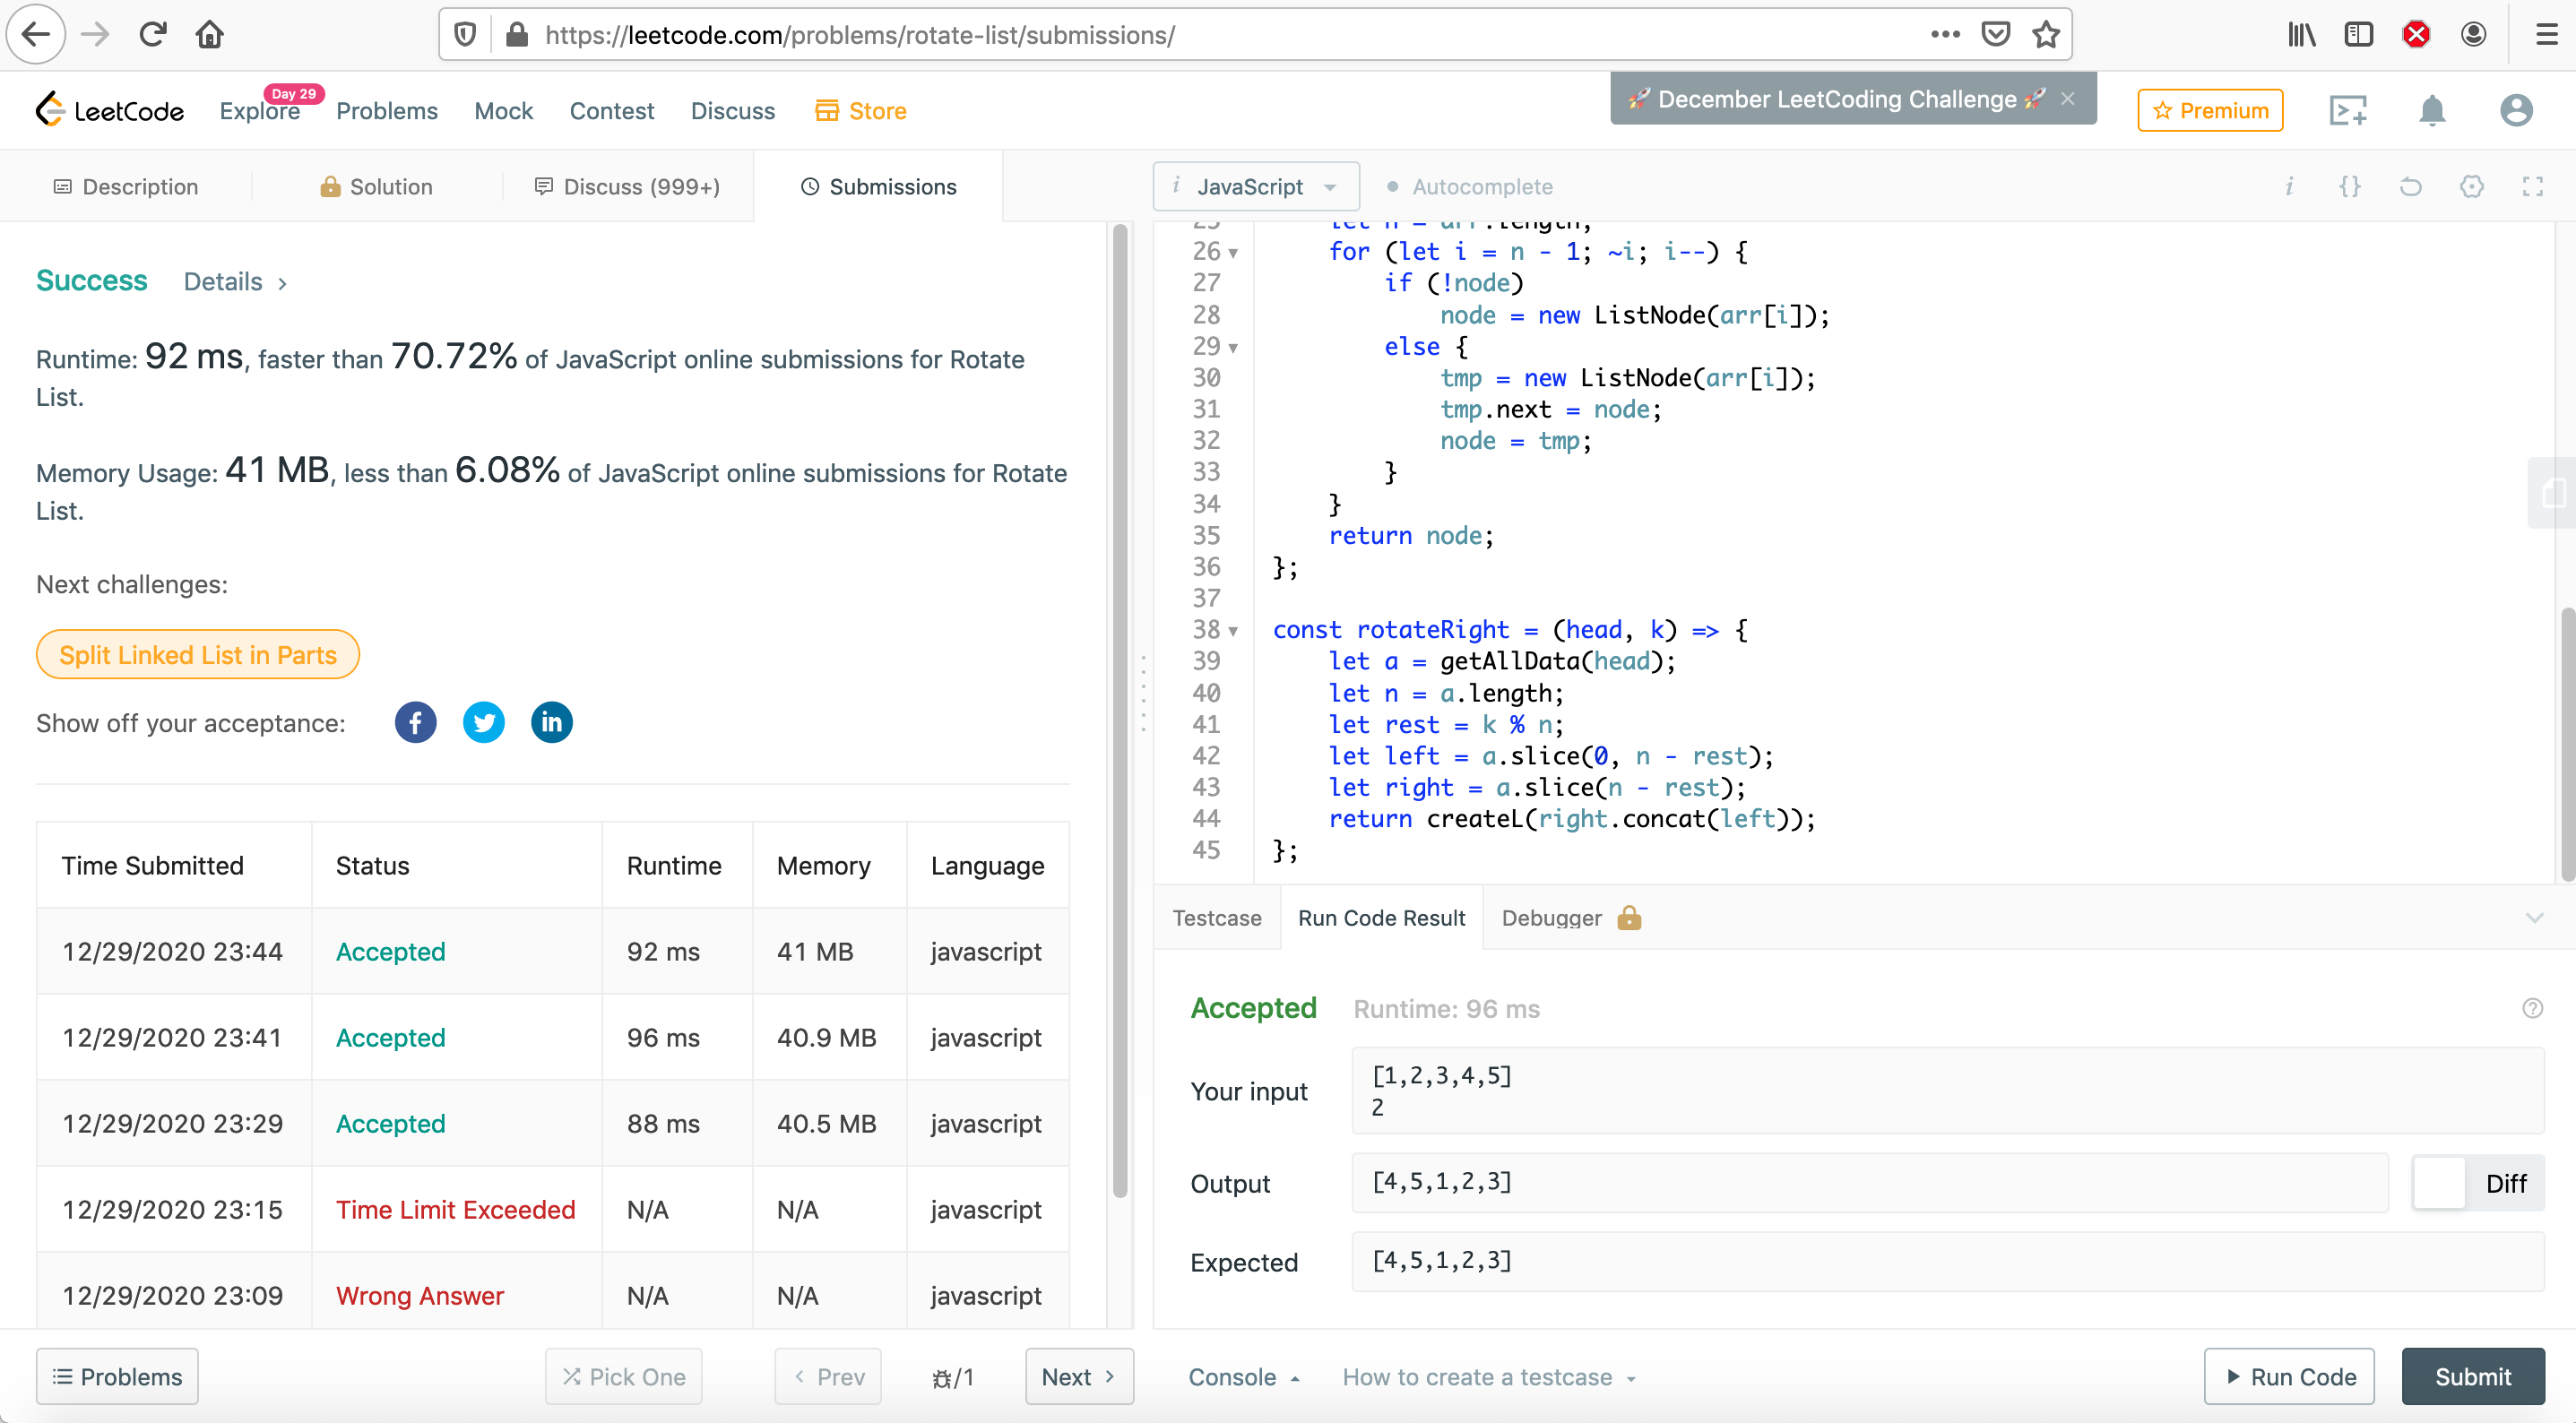 https://leetcode.com/problems/rotate-list/submissions/
LeetCode
Explore
Day 29
Problems
Mock
Contest
Discuss
Store
🚀 December LeetCoding Challenge 🚀 ×
Premium
Description
Solution
Discuss (999+)
Submissions
i JavaScript
Autocomplete
Success
Details >
Runtime: 92 ms, faster than 70.72% of JavaScript online submissions for Rotate
List.
Memory Usage: 41 MB, less than 6.08% of JavaScript online submissions for Rotate
List.
Next challenges:
Split Linked List in Parts
Show off your acceptance:
Time Submitted Status Runtime Memory Language
12/29/2020 23:44 Accepted 92 ms 41 MB javascript
12/29/2020 23:41 Accepted 96 ms 40.9 MB javascript
12/29/2020 23:29 Accepted 88 ms 40.5 MB javascript
12/29/2020 23:15 Time Limit Exceeded N/A N/A javascript
12/29/2020 23:09 Wrong Answer N/A N/A javascript
Problems
Pick One
< Prev
/1
Next >
25     let n = arr.length;
26     for (let i = n - 1; ~i; i--) {
27         if (!node)
28             node = new ListNode(arr[i]);
29         else {
30             tmp = new ListNode(arr[i]);
31             tmp.next = node;
32             node = tmp;
33         }
34     }
35     return node;
36 };
37
38 const rotateRight = (head, k) => {
39     let a = getAllData(head);
40     let n = a.length;
41     let rest = k % n;
42     let left = a.slice(0, n - rest);
43     let right = a.slice(n - rest);
44     return createL(right.concat(left));
45 };
Testcase
Run Code Result
Debugger
Accepted
Runtime: 96 ms
Your input
[1,2,3,4,5]
2
Output
[4,5,1,2,3]
Diff
Expected
[4,5,1,2,3]
Console
How to create a testcase
Run Code
Submit